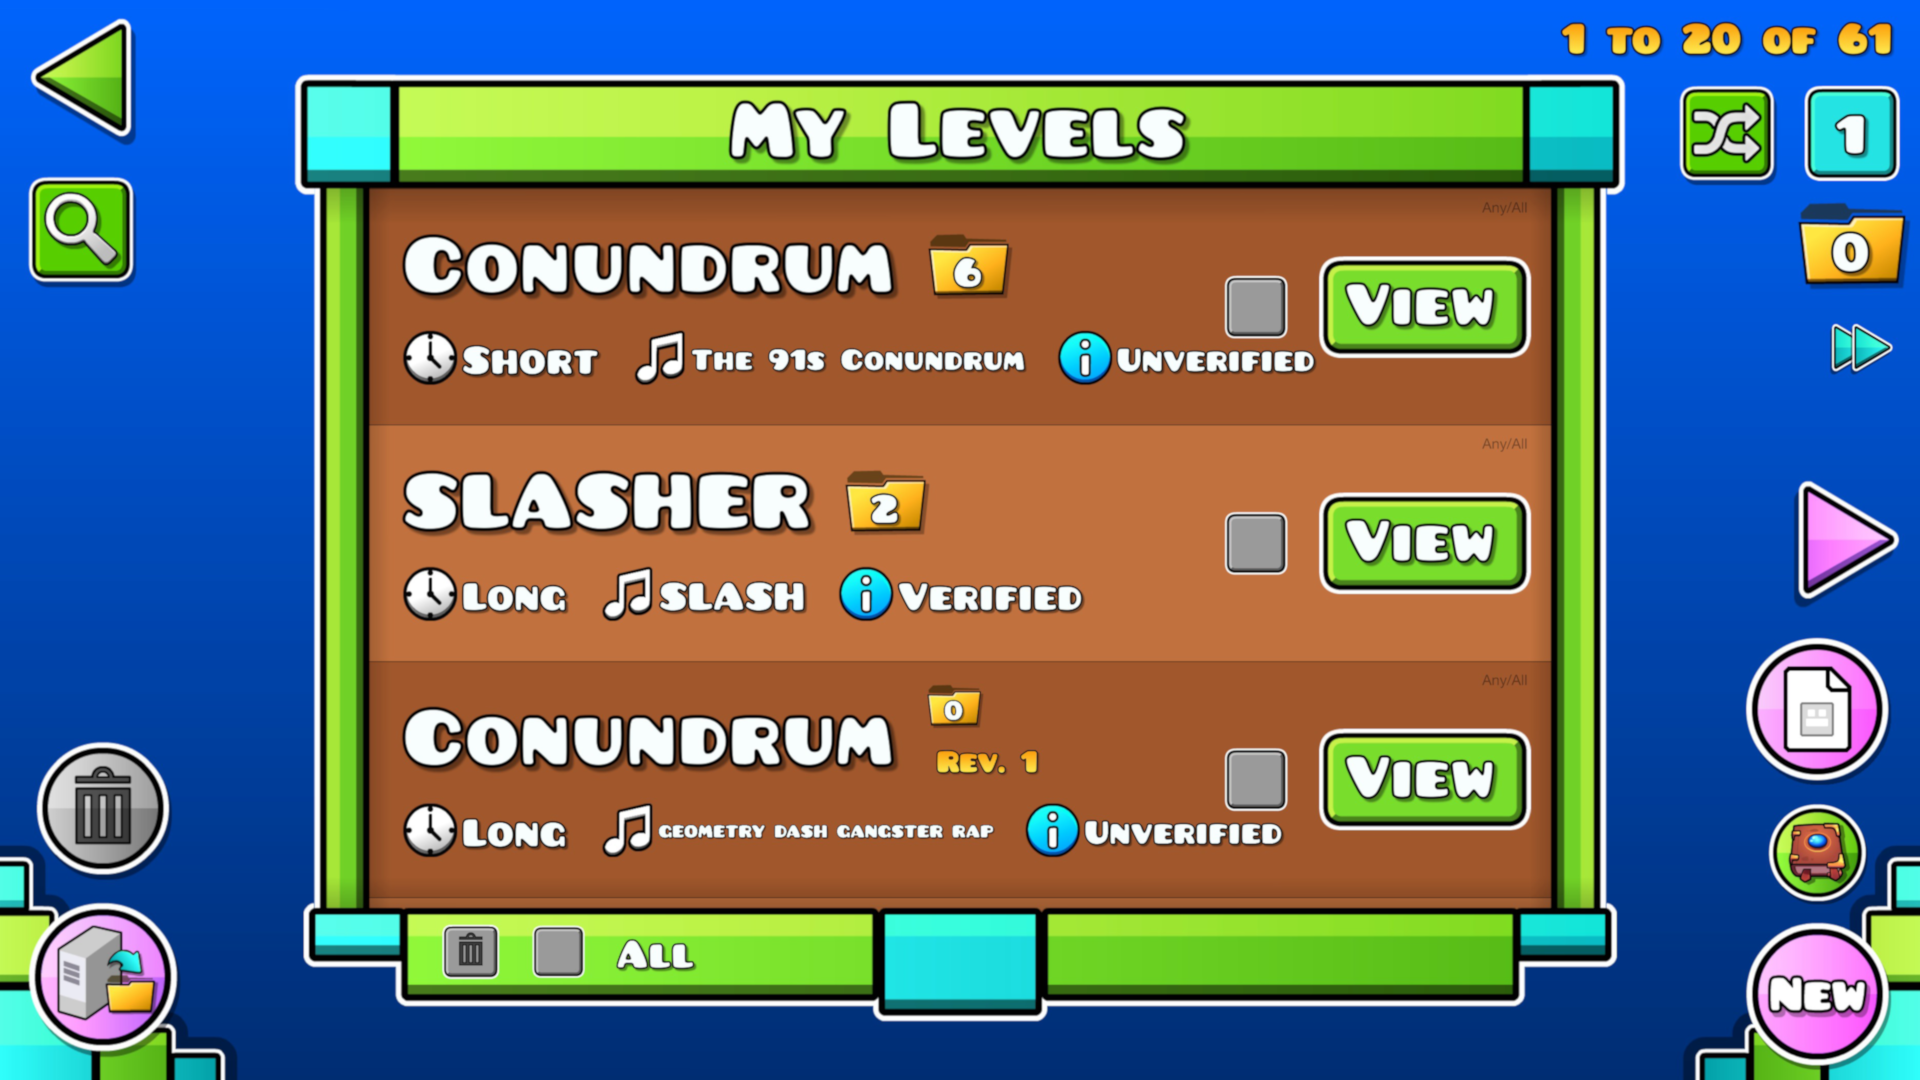 1 to 20 of 61
My Levels
1
0
Any/All
Conundrum 6
View
Short The 91s Conundrum Unverified
Any/All
SLASHER 2
View
Long SLASH Verified
Any/All
Conundrum 0
Rev. 1
View
Long geometry dash gangster rap Unverified
All
New